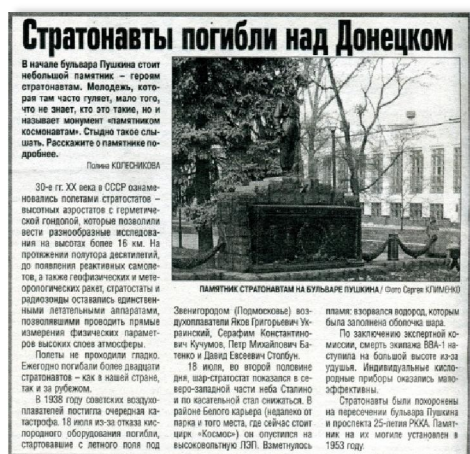 Стратонавты погибли над Донецком
В начале бульвара Пушкина стоит
небольшой памятник – героям
стратонавтам. Молодежь, кото-
рая там часто гуляет, мало того,
что не знает, кто это такие, но и
называет монумент «памятником
космонавтам». Стыдно такое слы-
шать. Расскажите о памятнике по-
дробнее.
Полина КОЛЕСНИКОВА
30-е гг. XX века в СССР ознаме-
новались полетами стратостатов –
высотных аэростатов с герметиче-
ской гондолой, которые позволили
вести разнообразные исследования
на высотах более 16 км. На
протяжении полутора десятилетий,
до появления реактивных самоле-
тов, а также геофизических и мете-
орологических ракет, стратостаты и
радиозонды оставались единствен-
ными летательными аппаратами,
позволявшими проводить прямые
измерения физических парамет-
ров высоких слоев атмосферы.
Полеты не проходили гладко.
Ежегодно погибали более двадцати
стратонавтов – как в нашей стране,
так и за рубежом.
В 1938 году советских воздухо-
плавателей постигла очередная ка-
тастрофа. 18 июля из-за отказа кис-
лородного оборудования погибли,
стартовавшие с летного поля под
ПАМЯТНИК СТРАТОНАВТАМ НА БУЛЬВАРЕ ПУШКИНА / Фото Сергея КЛИМЕНКО
Звенигородом (Подмосковье) воз-
духоплаватели Яков Григорьевич Ук-
раинский, Серафим Константино-
вич Кучумов, Петр Михайлович Ба-
тенко и Давид Евсеевич Столбун.
18 июля, во второй половине
дня, шар-стратостат показался в се-
веро-западной части неба Сталино
и по касательной стал снижаться. В
районе Белого карьера (недалеко от
парка и того места, где сейчас стоит
цирк «Космос») он опустился на
высоковольтную ЛЭП. Взметнулось
пламя: взорвался водород, которым
была заполнена оболочка шара.
По заключению экспертной ко-
миссии, смерть экипажа ВВА-1 на-
ступила на большой высоте из-за
удушья. Индивидуальные кисло-
родные приборы оказались мало-
эффективны.
Стратонавты были похоронены
на пересечении бульвара Пушкина
и проспекта 25-летия РККА. Памят-
ник на их могиле установлен в
1953 году.